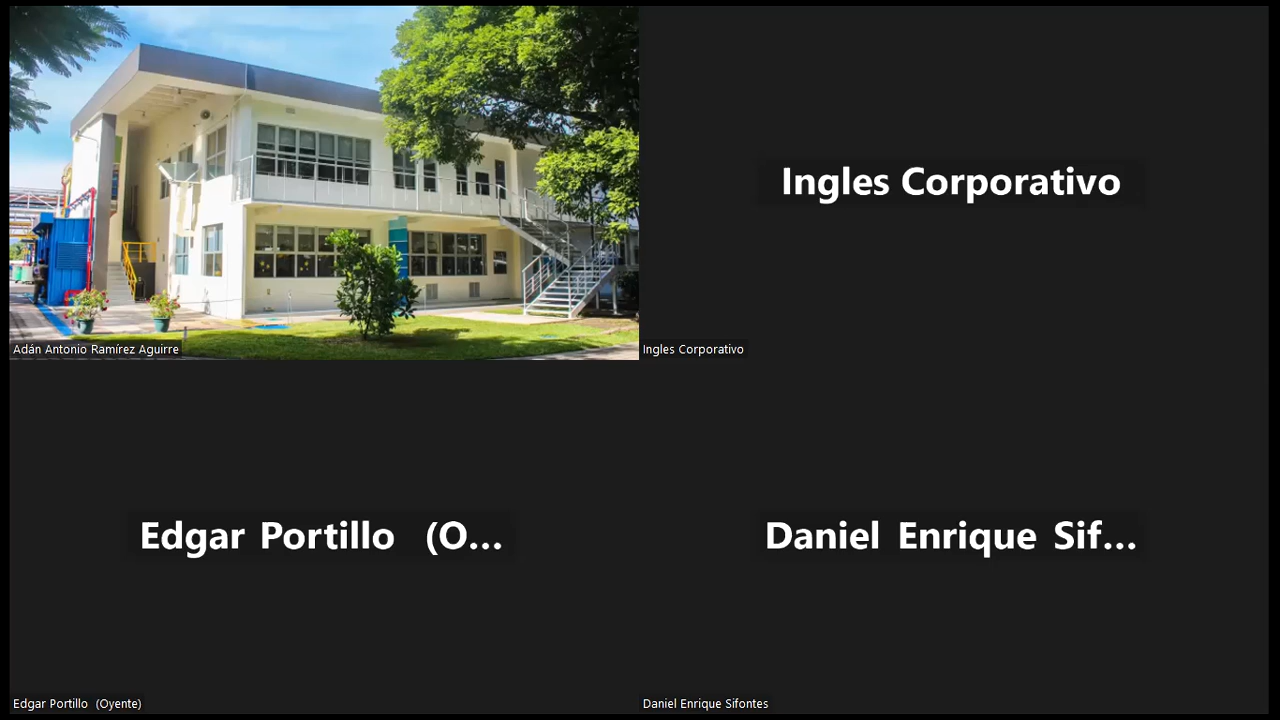 Adán Antonio Ramírez Aguirre
Ingles Corporativo
Ingles Corporativo
Edgar Portillo (O...
Daniel Enrique Sif...
Edgar Portillo (Oyente)
Daniel Enrique Sifontes